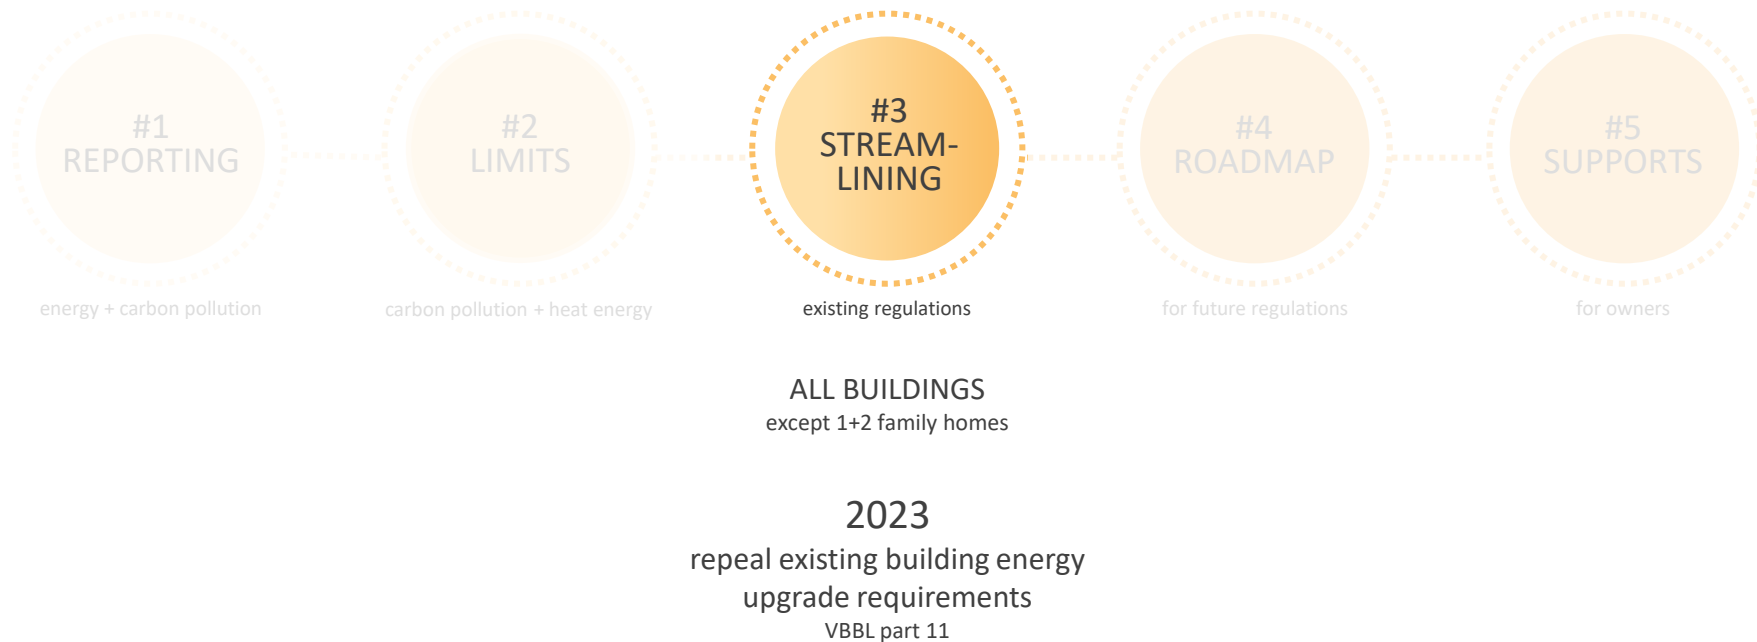 #1
REPORTING
energy + carbon pollution
#2
LIMITS
carbon pollution + heat energy
#3
STREAM-
LINING
existing regulations
#4
ROADMAP
for future regulations
#5
SUPPORTS
for owners
ALL BUILDINGS
except 1+2 family homes
2023
repeal existing building energy
upgrade requirements
VBBL part 11